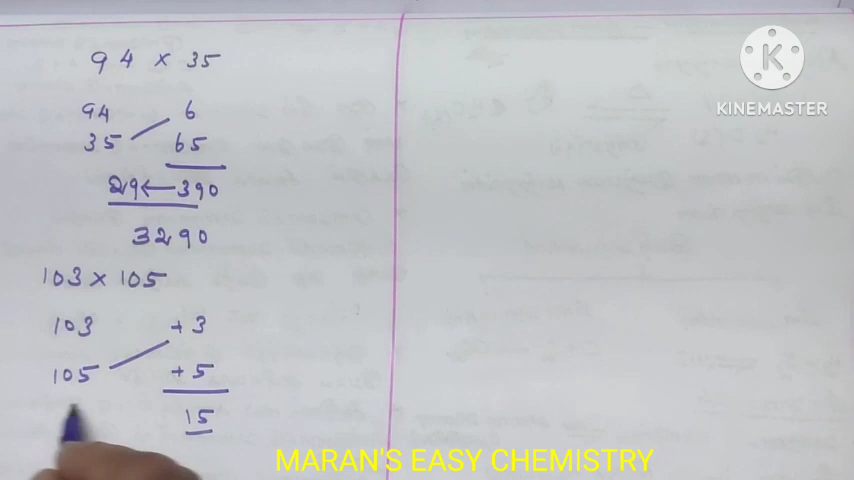 94 × 35
94 6
35 65
29 ← 390
3290
103 × 105
103 +3
105 +5
15
KINEMASTER
MARAN'S EASY CHEMISTRY